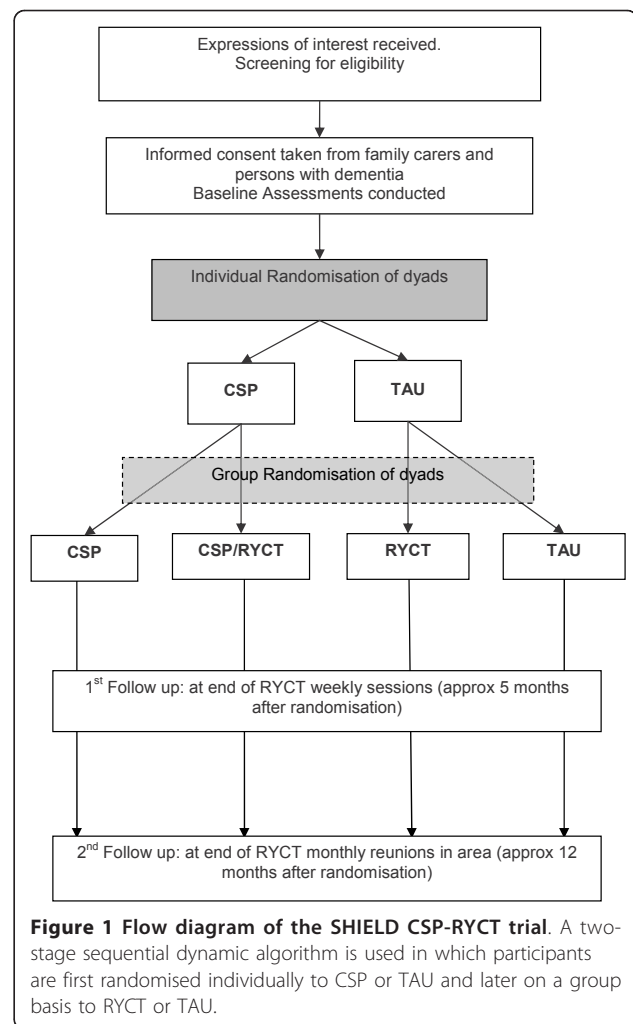 Expressions of interest received.
Screening for eligibility
Informed consent taken from family carers and
persons with dementia
Baseline Assessments conducted
Individual Randomisation of dyads
CSP
TAU
Group Randomisation of dyads
CSP
CSP/RYCT
RYCT
TAU
1st Follow up: at end of RYCT weekly sessions (approx 5 months
after randomisation)
2nd Follow up: at end of RYCT monthly reunions in area (approx 12
months after randomisation)
Figure 1 Flow diagram of the SHIELD CSP-RYCT trial. A two-
stage sequential dynamic algorithm is used in which participants
are first randomised individually to CSP or TAU and later on a group
basis to RYCT or TAU.